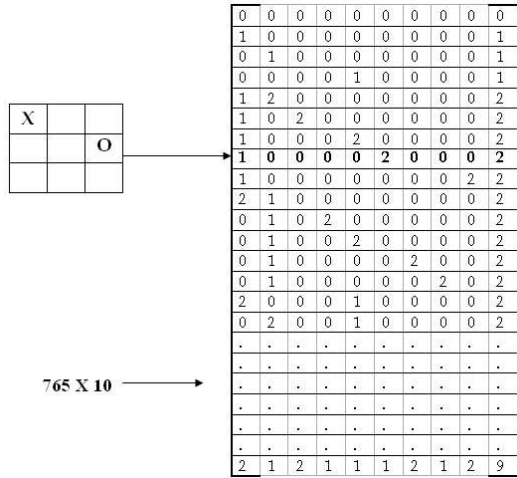 0 0 0 0 0 0 0 0 0 0
1 0 0 0 0 0 0 0 0 1
0 1 0 0 0 0 0 0 0 1
0 0 0 0 1 0 0 0 0 1
1 2 0 0 0 0 0 0 0 2
1 0 2 0 0 0 0 0 0 2
1 0 0 0 2 0 0 0 0 2
1 0 0 0 0 2 0 0 0 2
1 0 0 0 0 0 0 0 2 2
2 1 0 0 0 0 0 0 0 2
0 1 0 2 0 0 0 0 0 2
0 1 0 0 2 0 0 0 0 2
0 1 0 0 0 0 2 0 0 2
0 1 0 0 0 0 0 2 0 2
2 0 0 0 1 0 0 0 0 2
0 2 0 0 1 0 0 0 0 2
. . . . . . . . . .
. . . . . . . . . .
. . . . . . . . . .
. . . . . . . . . .
. . . . . . . . . .
. . . . . . . . . .
2 1 2 1 1 1 2 1 2 9
X
O
765 X 10